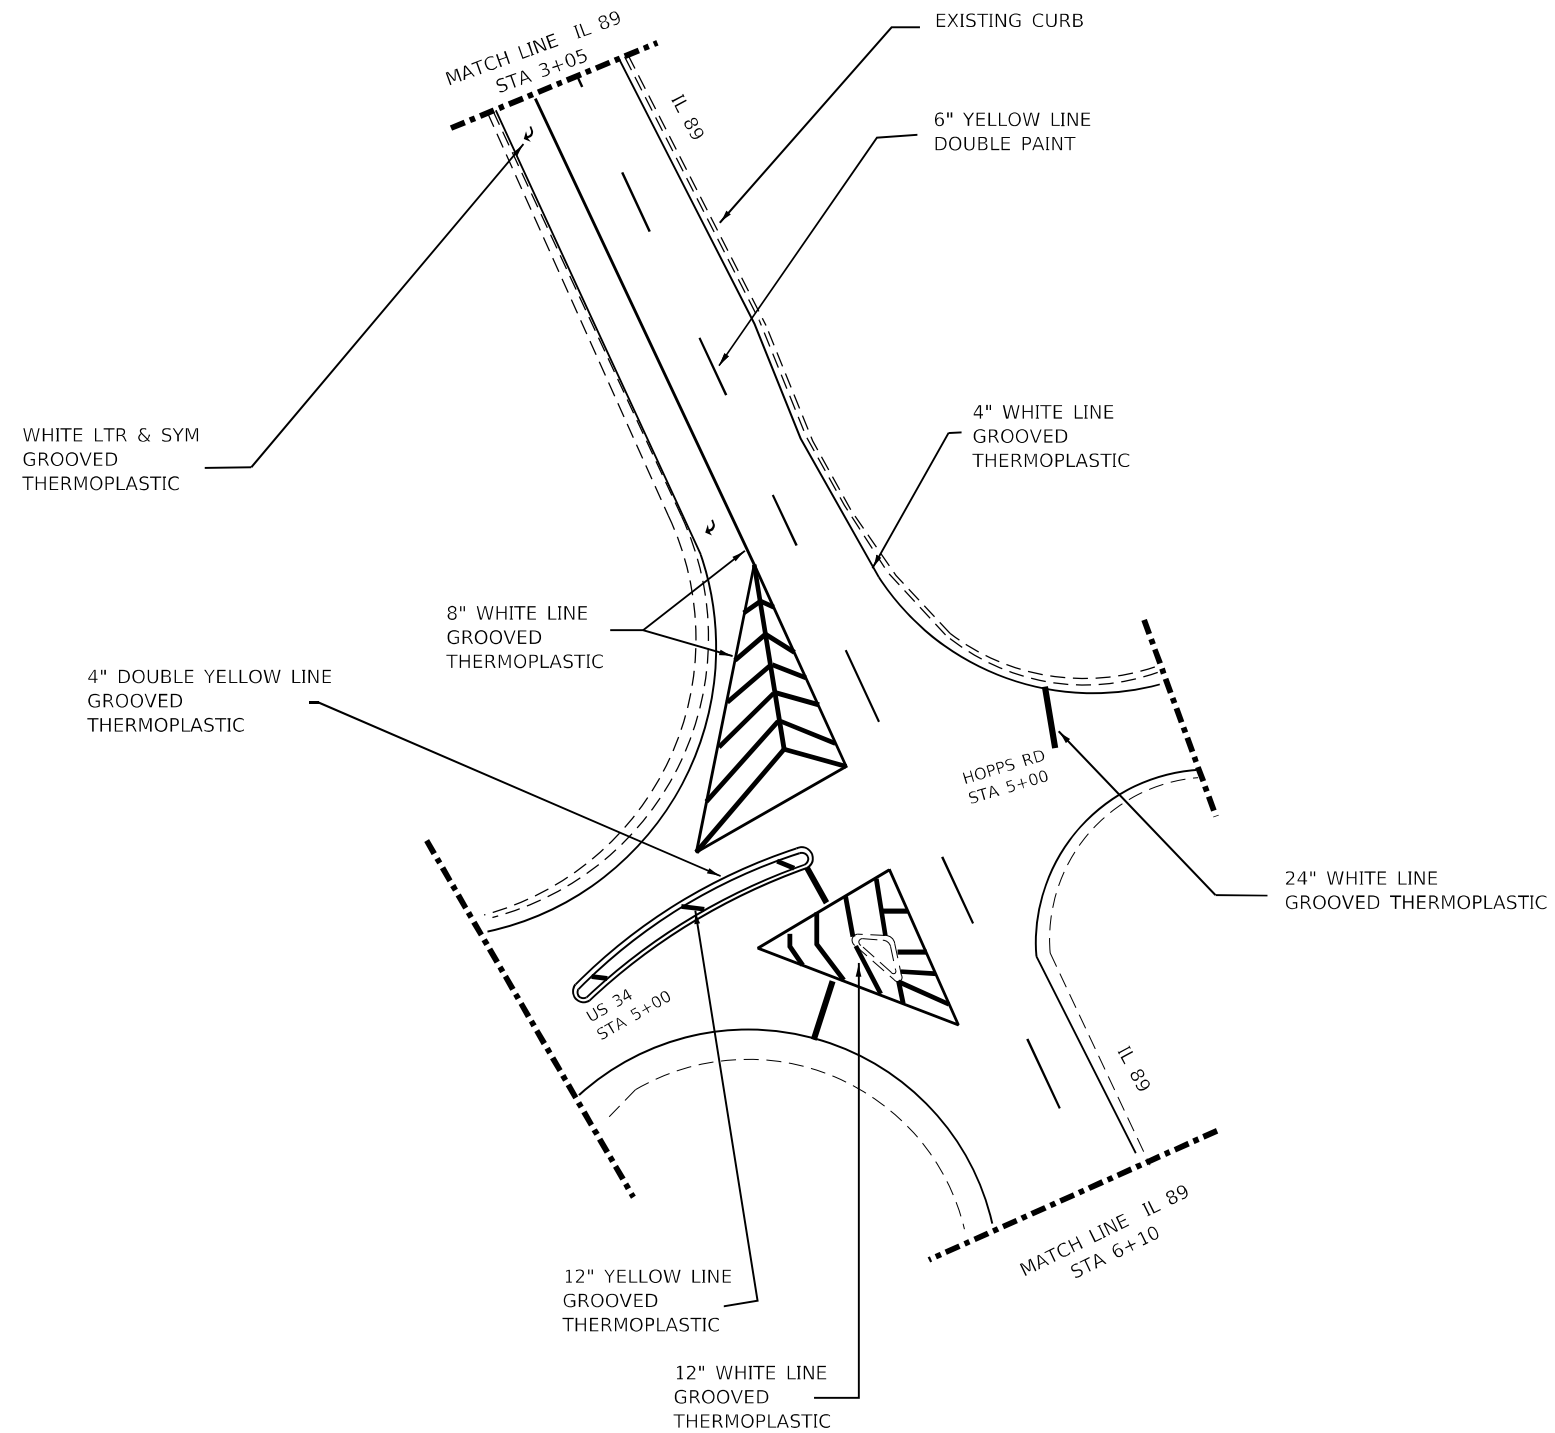 EXISTING CURB
MATCH LINE IL 89
STA 3+05
IL 89
6" YELLOW LINE
DOUBLE PAINT
4" WHITE LINE
GROOVED
THERMOPLASTIC
WHITE LTR & SYM
GROOVED
THERMOPLASTIC
8" WHITE LINE
GROOVED
THERMOPLASTIC
4" DOUBLE YELLOW LINE
GROOVED
THERMOPLASTIC
HOPPS RD
STA 5+00
24" WHITE LINE
GROOVED THERMOPLASTIC
US 34
STA 5+00
IL 89
MATCH LINE IL 89
STA 6+10
12" YELLOW LINE
GROOVED
THERMOPLASTIC
12" WHITE LINE
GROOVED
THERMOPLASTIC